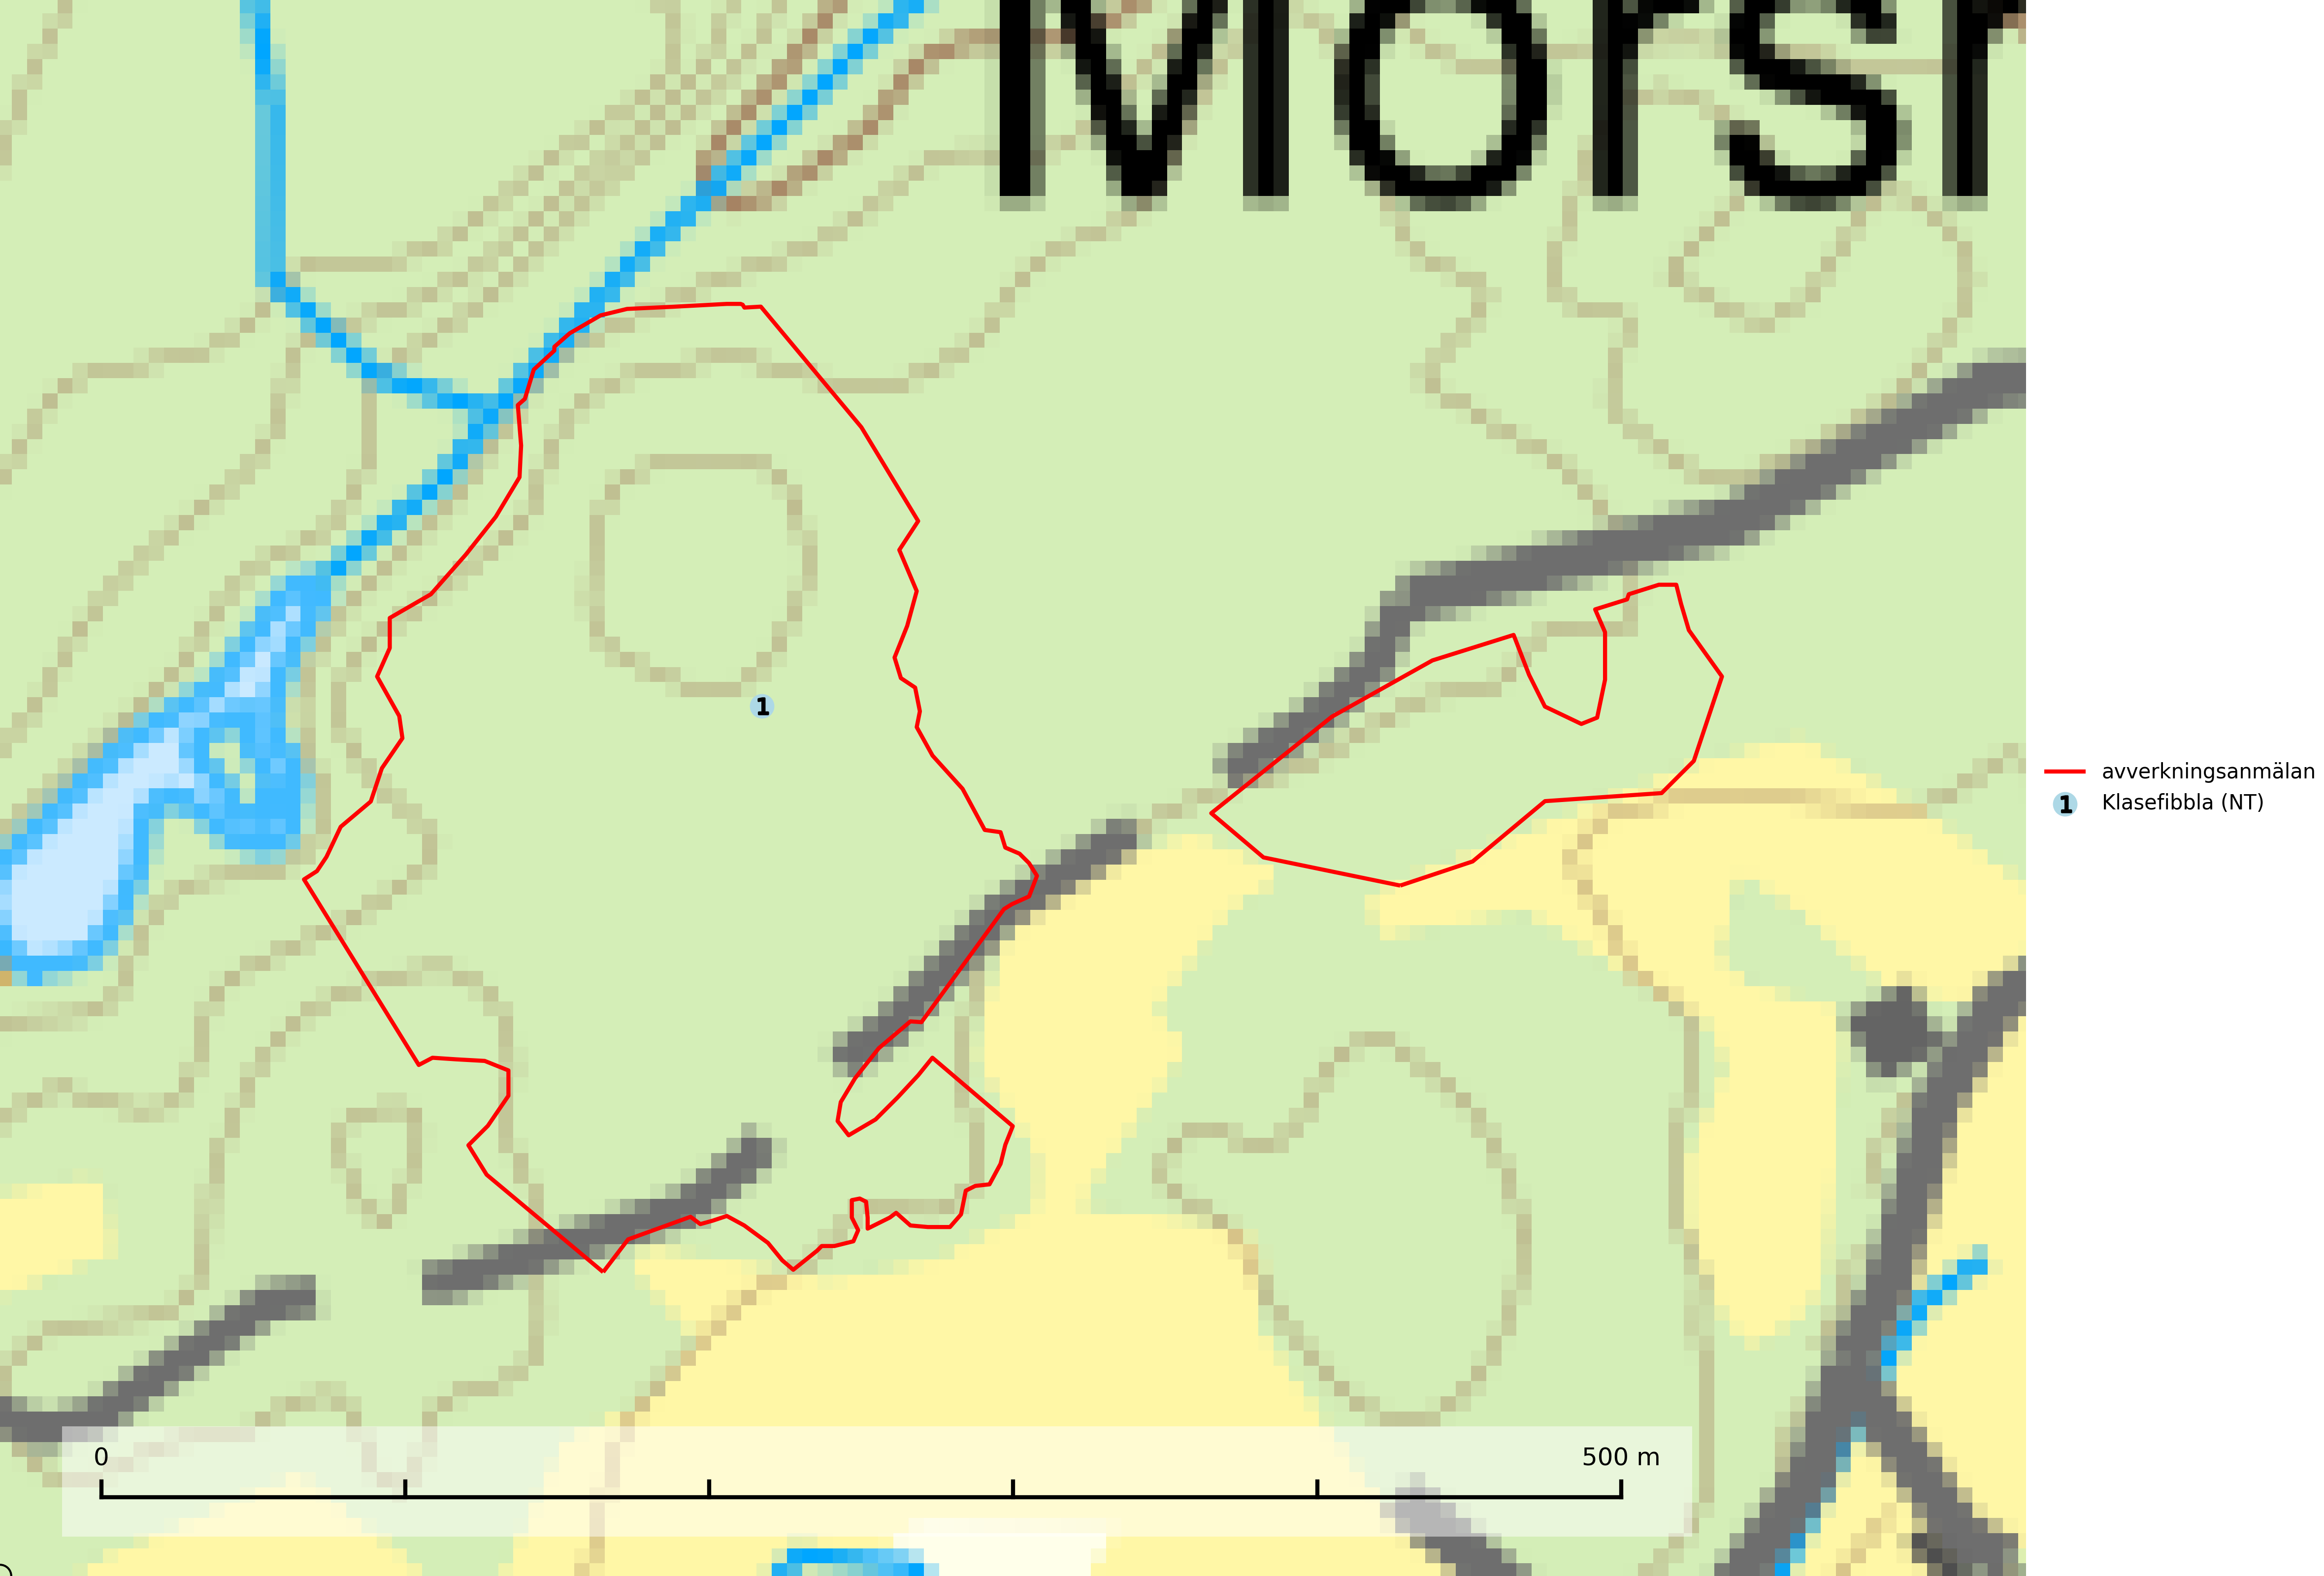 1
avverkningsanmälan
1 Klasefibbla (NT)
0 500 m